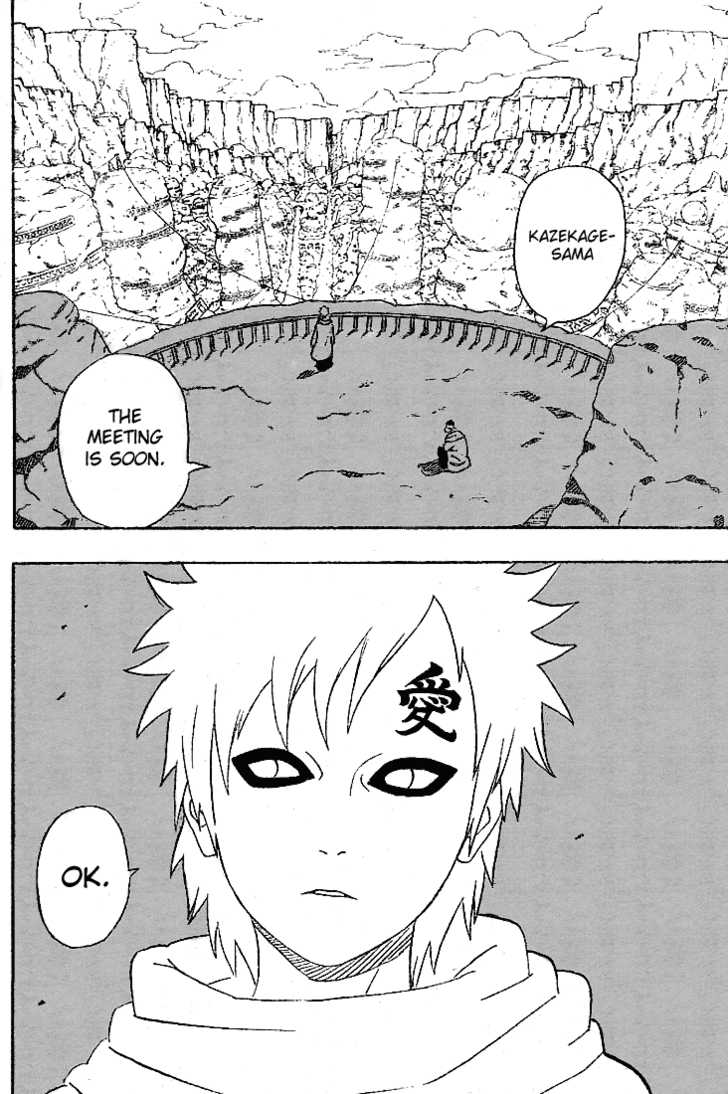 KAZEKAGE-
SAMA
THE
MEETING
IS SOON.
愛
OK.